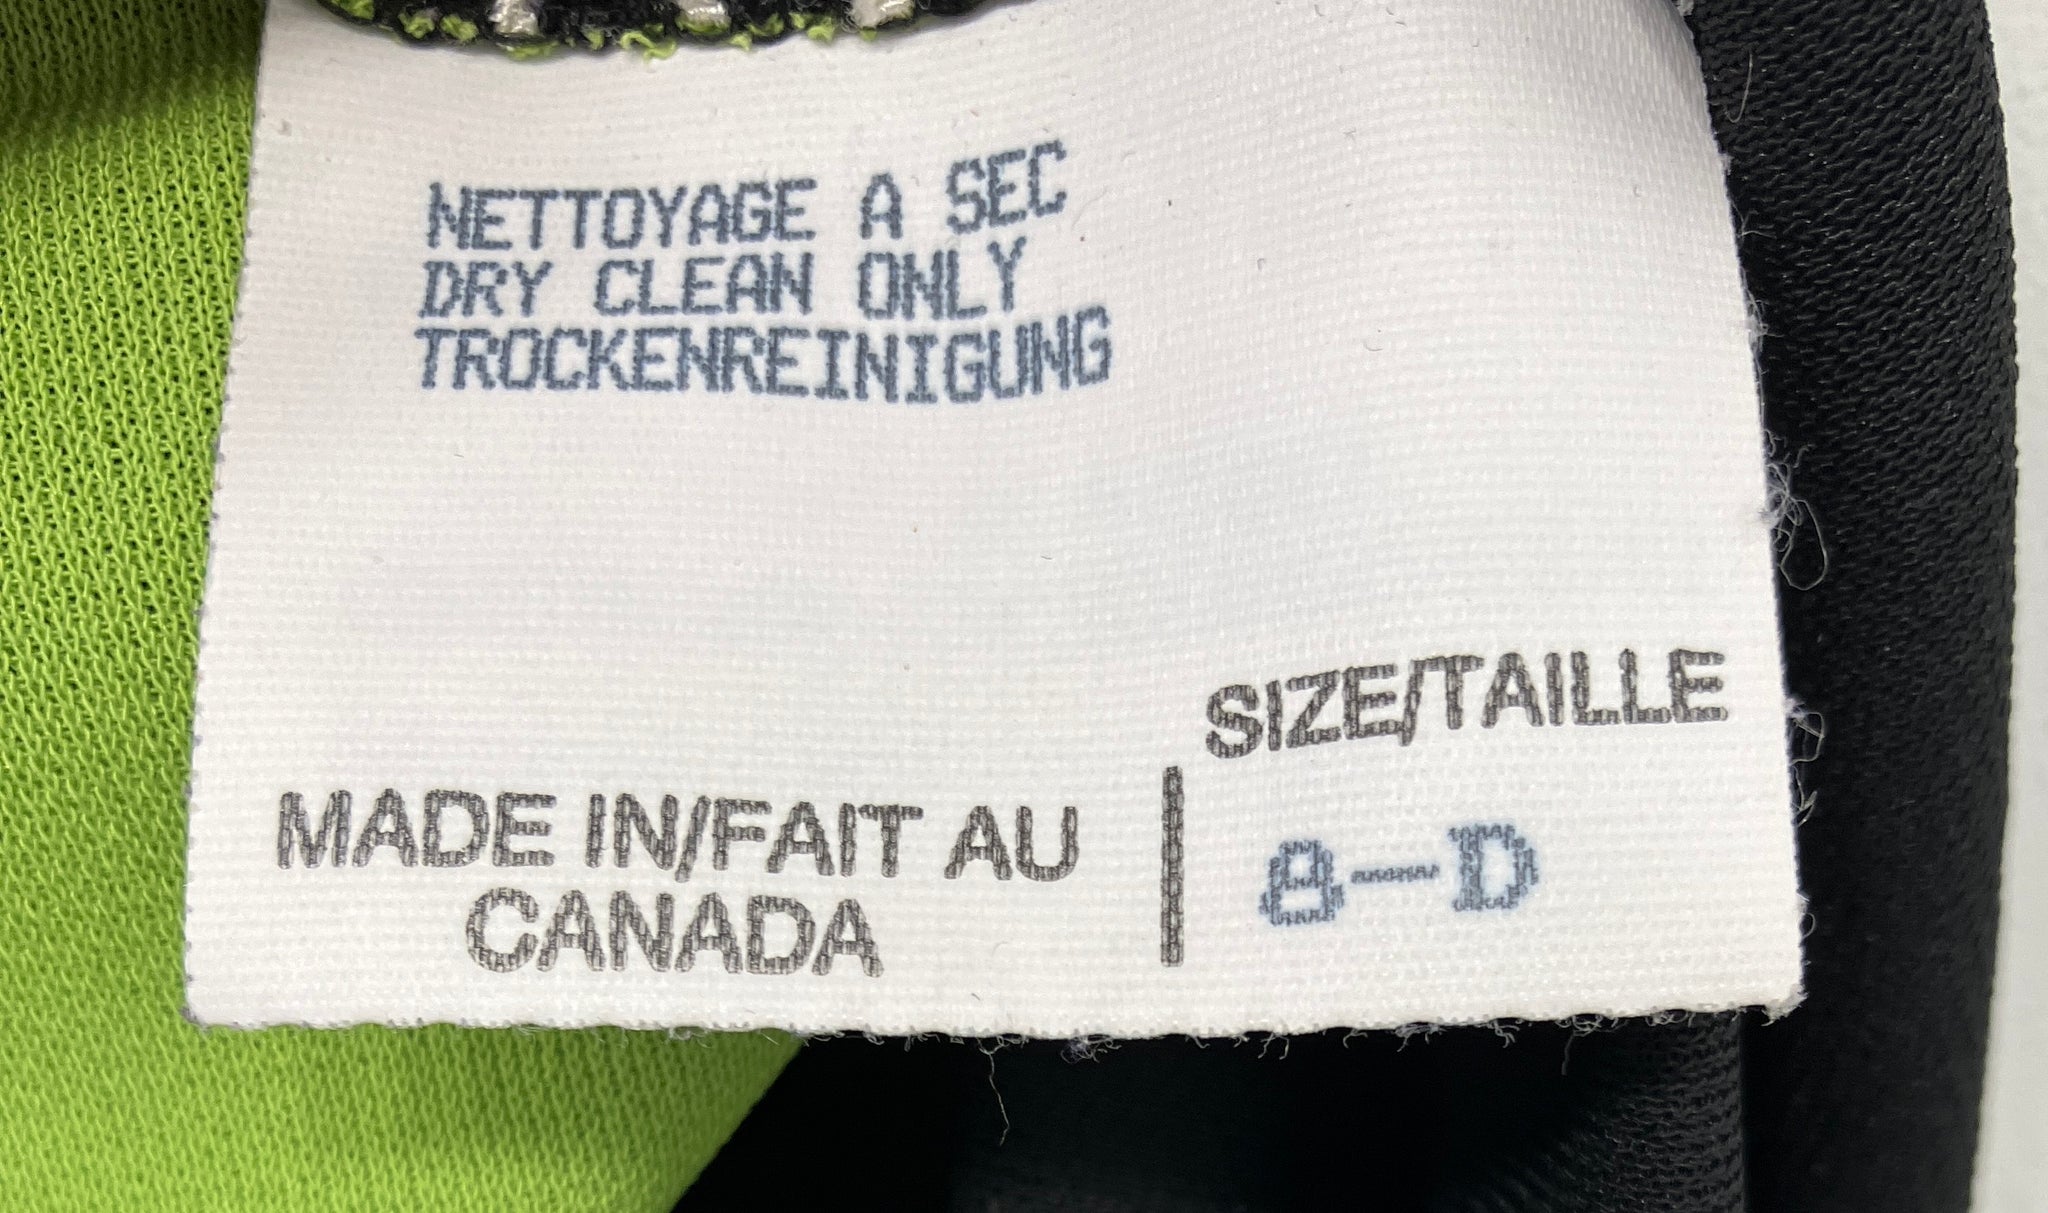 NETTOYAGE A SEC
DRY CLEAN ONLY
TROCKENREINIGUNG
SIZE/TAILLE
8-D
MADE IN/FAIT AU
CANADA